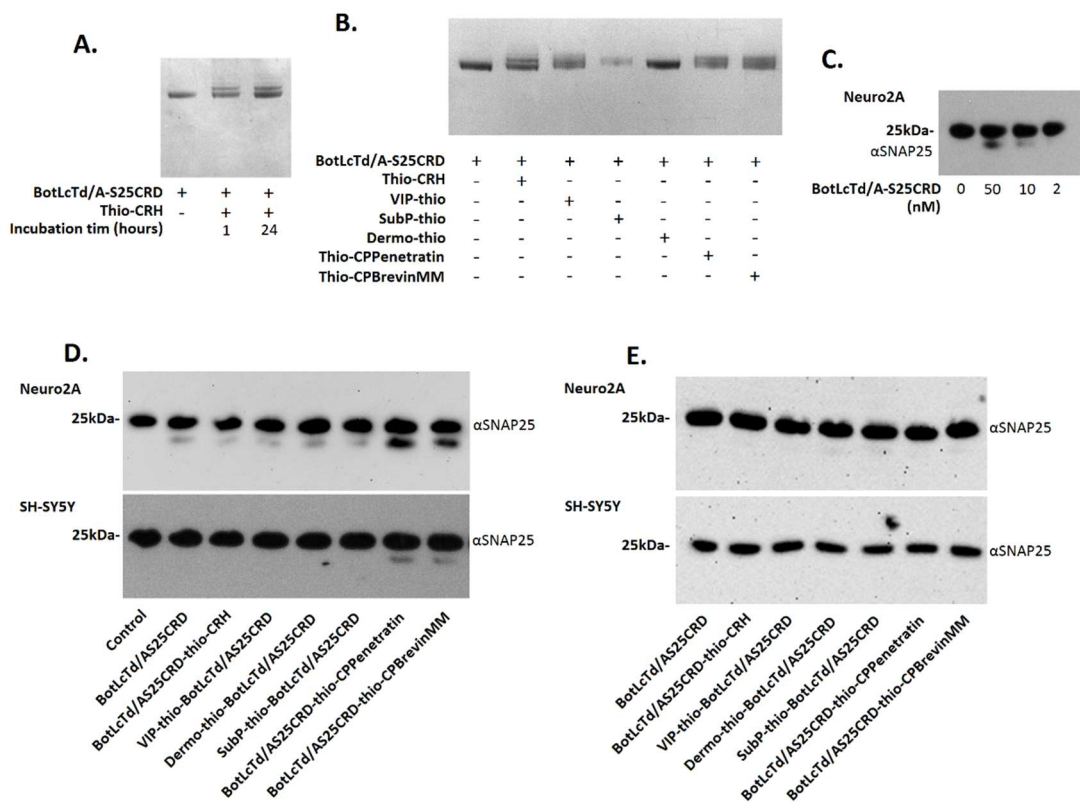 A.
BotLcTd/A-S25CRD + + +
Thio-CRH - + +
Incubation tim (hours) 1 24
B.
BotLcTd/A-S25CRD + + + + + + +
Thio-CRH - + - - - - -
VIP-thio - - + - - - -
SubP-thio - - - + - - -
Dermo-thio - - - - + - -
Thio-CPPenetratin - - - - - + -
Thio-CPBrevinMM - - - - - - +
C.
Neuro2A
25kDa-
αSNAP25
BotLcTd/A-S25CRD 0 50 10 2
(nM)
D.
Neuro2A
25kDa-
αSNAP25
SH-SY5Y
25kDa-
αSNAP25
Control
BotLcTd/AS25CRD
BotLcTd/AS25CRD-thio-CRH
VIP-thio-BotLcTd/AS25CRD
Dermo-thio-BotLcTd/AS25CRD
SubP-thio-BotLcTd/AS25CRD
BotLcTd/AS25CRD-thio-CPPenetratin
BotLcTd/AS25CRD-thio-CPBrevinMM
E.
Neuro2A
25kDa-
αSNAP25
SH-SY5Y
25kDa-
αSNAP25
BotLcTd/AS25CRD
BotLcTd/AS25CRD-thio-CRH
VIP-thio-BotLcTd/AS25CRD
Dermo-thio-BotLcTd/AS25CRD
SubP-thio-BotLcTd/AS25CRD
BotLcTd/AS25CRD-thio-CPPenetratin
BotLcTd/AS25CRD-thio-CPBrevinMM